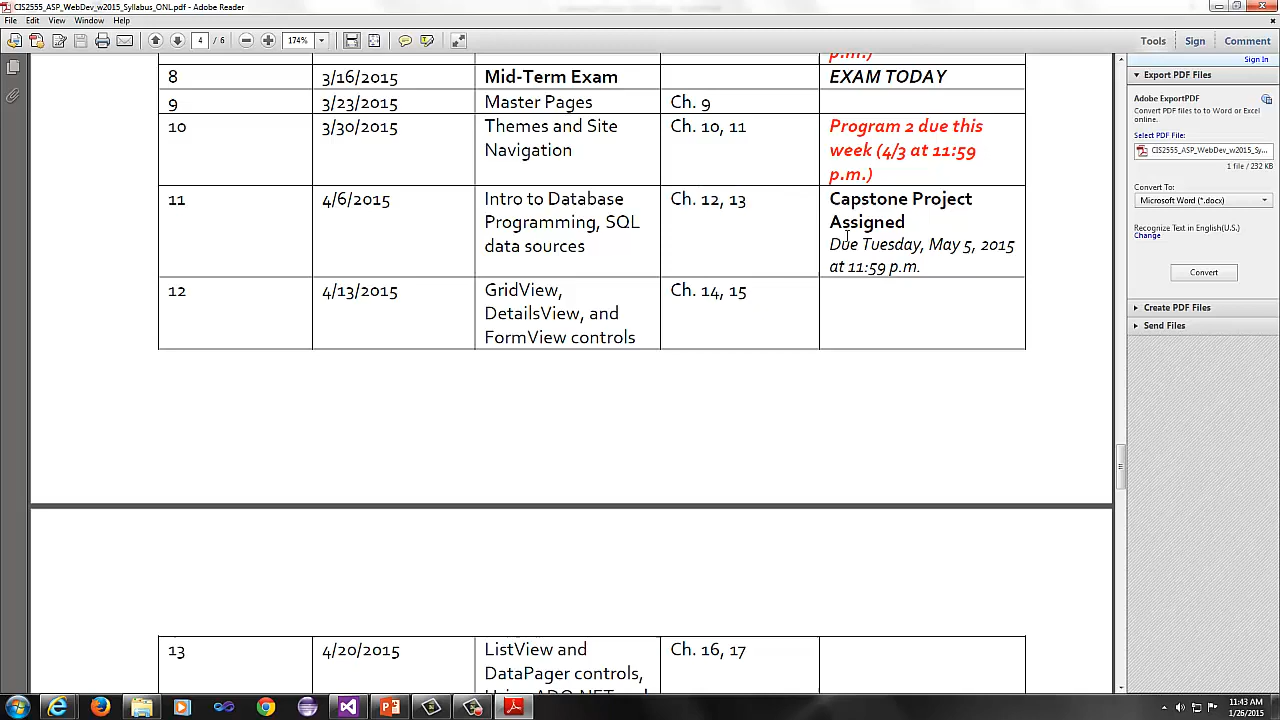 CIS2555_ASP_WebDev_w2015_Syllabus_ONL.pdf - Adobe Reader
File Edit View Window Help
4 / 6 174% Tools Sign Comment
Sign In
Export PDF Files
Adobe ExportPDF
Convert PDF files to to Word or Excel
online.
Select PDF File:
CIS2555_ASP_WebDev_w2015_Sy...
1 file / 232 KB
Convert To:
Microsoft Word (*.docx)
Recognize Text in English(U.S.)
Change
Convert
Create PDF Files
Send Files
p.m.)
8 3/16/2015 Mid-Term Exam EXAM TODAY
9 3/23/2015 Master Pages Ch. 9
10 3/30/2015 Themes and Site Ch. 10, 11 Program 2 due this
Navigation week (4/3 at 11:59
p.m.)
11 4/6/2015 Intro to Database Ch. 12, 13 Capstone Project
Programming, SQL Assigned
data sources Due Tuesday, May 5, 2015
at 11:59 p.m.
12 4/13/2015 GridView, Ch. 14, 15
DetailsView, and
FormView controls
13 4/20/2015 ListView and Ch. 16, 17
DataPager controls,
11:43 AM
1/26/2015